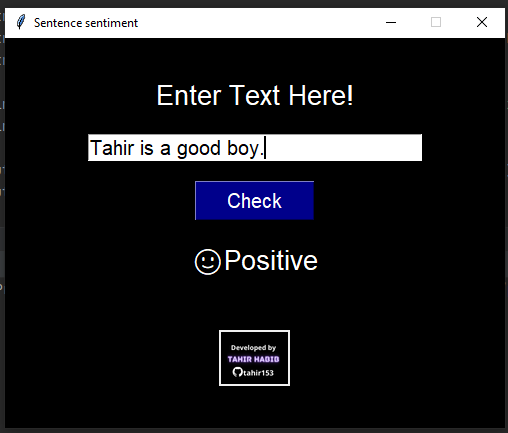 Sentence sentiment
Enter Text Here!
Tahir is a good boy.
Check
☺Positive
Developed by
TAHIR HABIB
tahir153